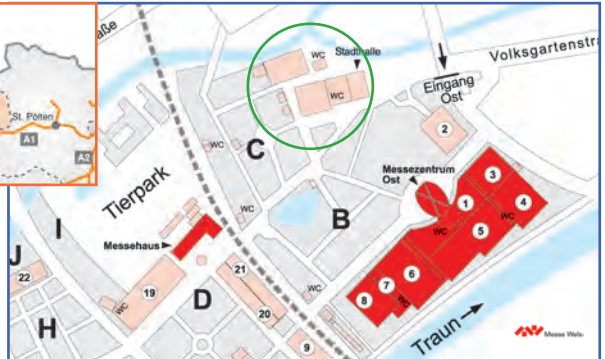 aße
WC
Stadthalle
WC
Volksgartenstra
Eingang
Ost
St. Pölten
A1
A2
2
WC
C
Messezentrum
Ost
3
Tierpark
1
4
WC
WC
WC
5
I
B
Messehaus
6
J
21
WC
7
22
WC
19
D
8
WC
20
Traun
H
9
Messe Wels